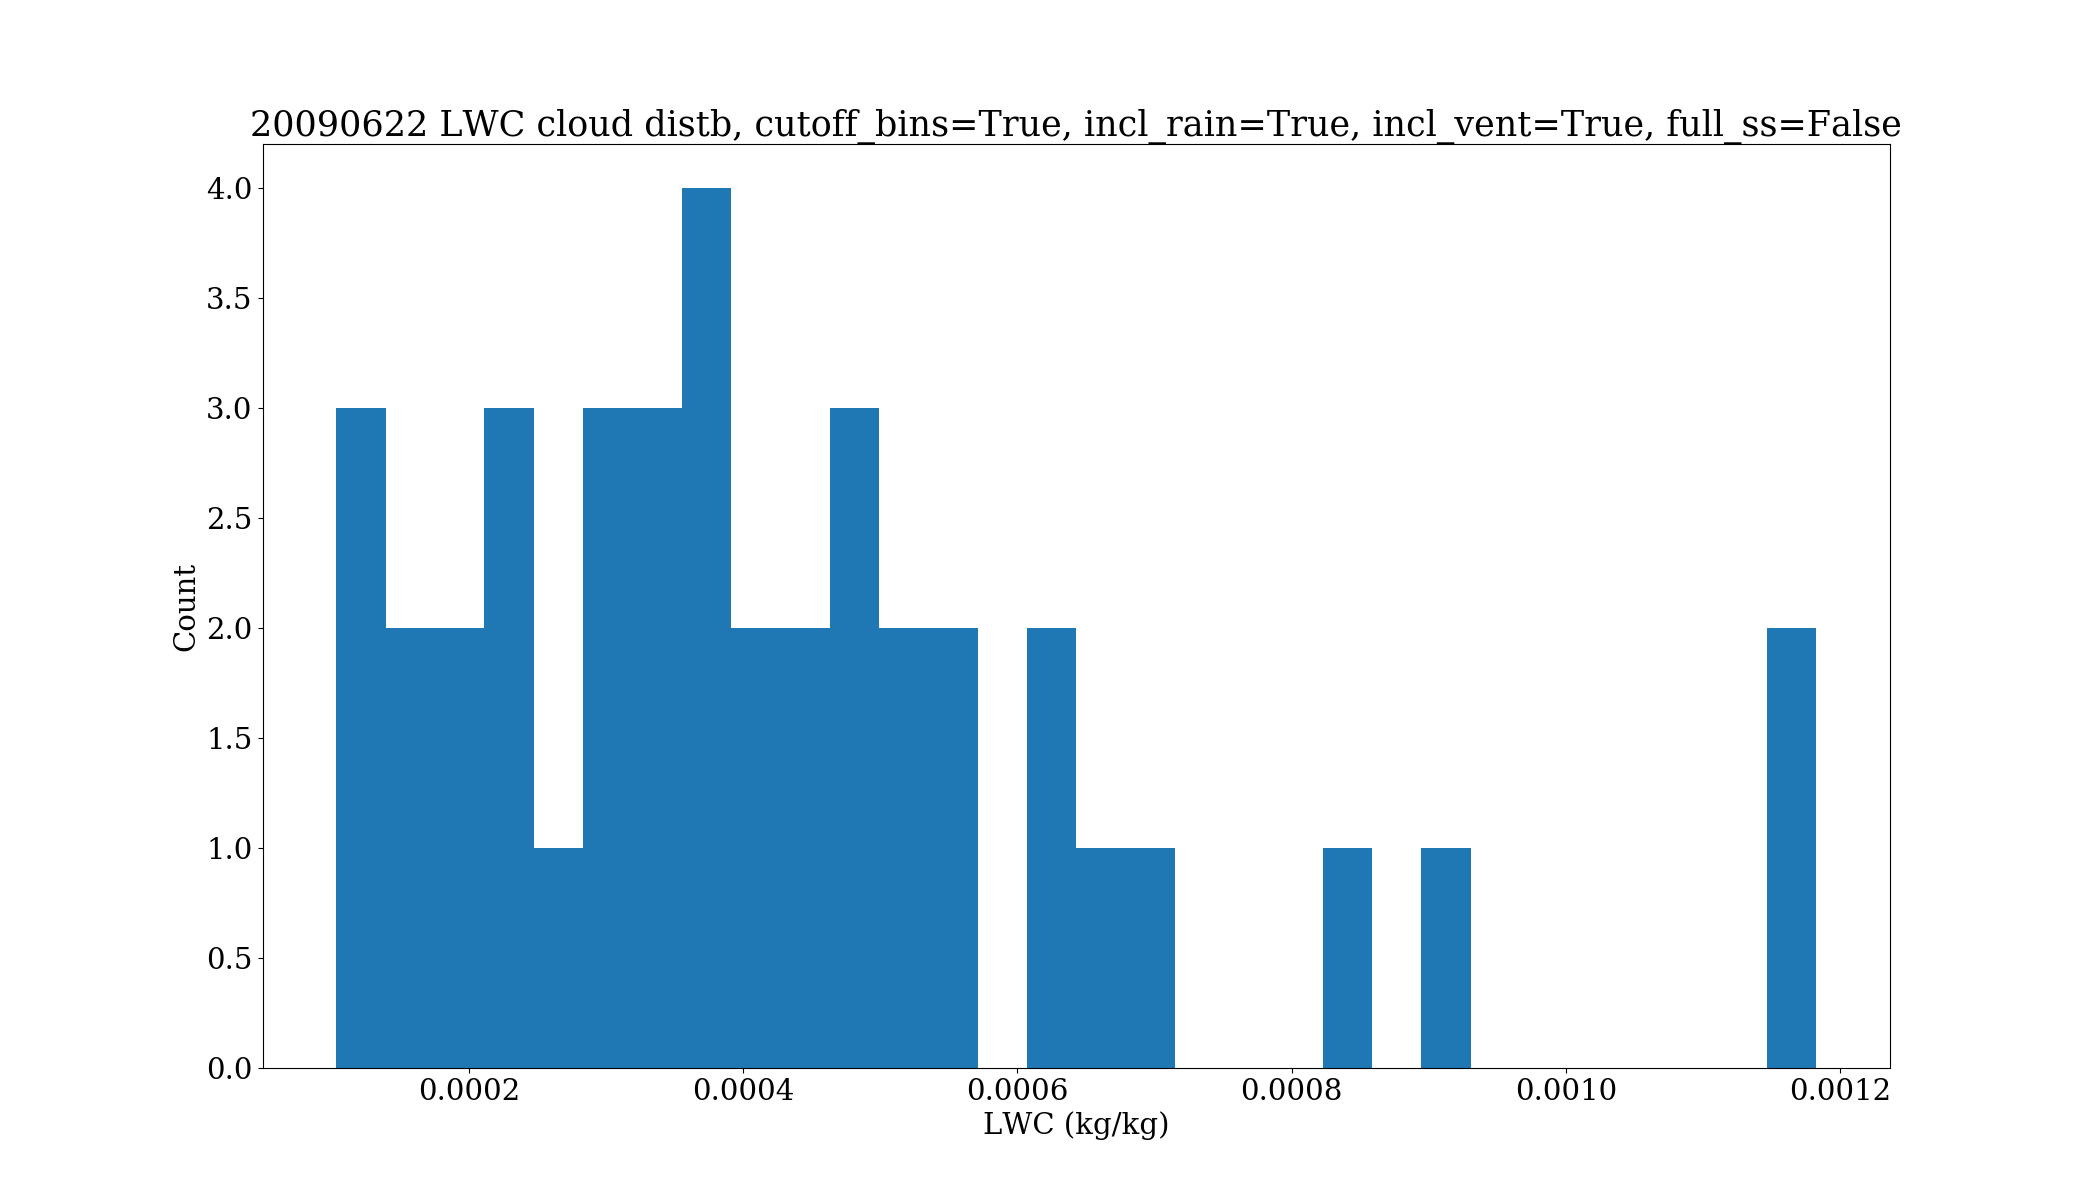 20090622 LWC cloud distb, cutoff_bins=True, incl_rain=True, incl_vent=True, full_ss=False
4.0
3.5
3.0
2.5
2.0
1.5
1.0
0.5
0.0
Count
0.0002 0.0004 0.0006 0.0008 0.0010 0.0012
LWC (kg/kg)